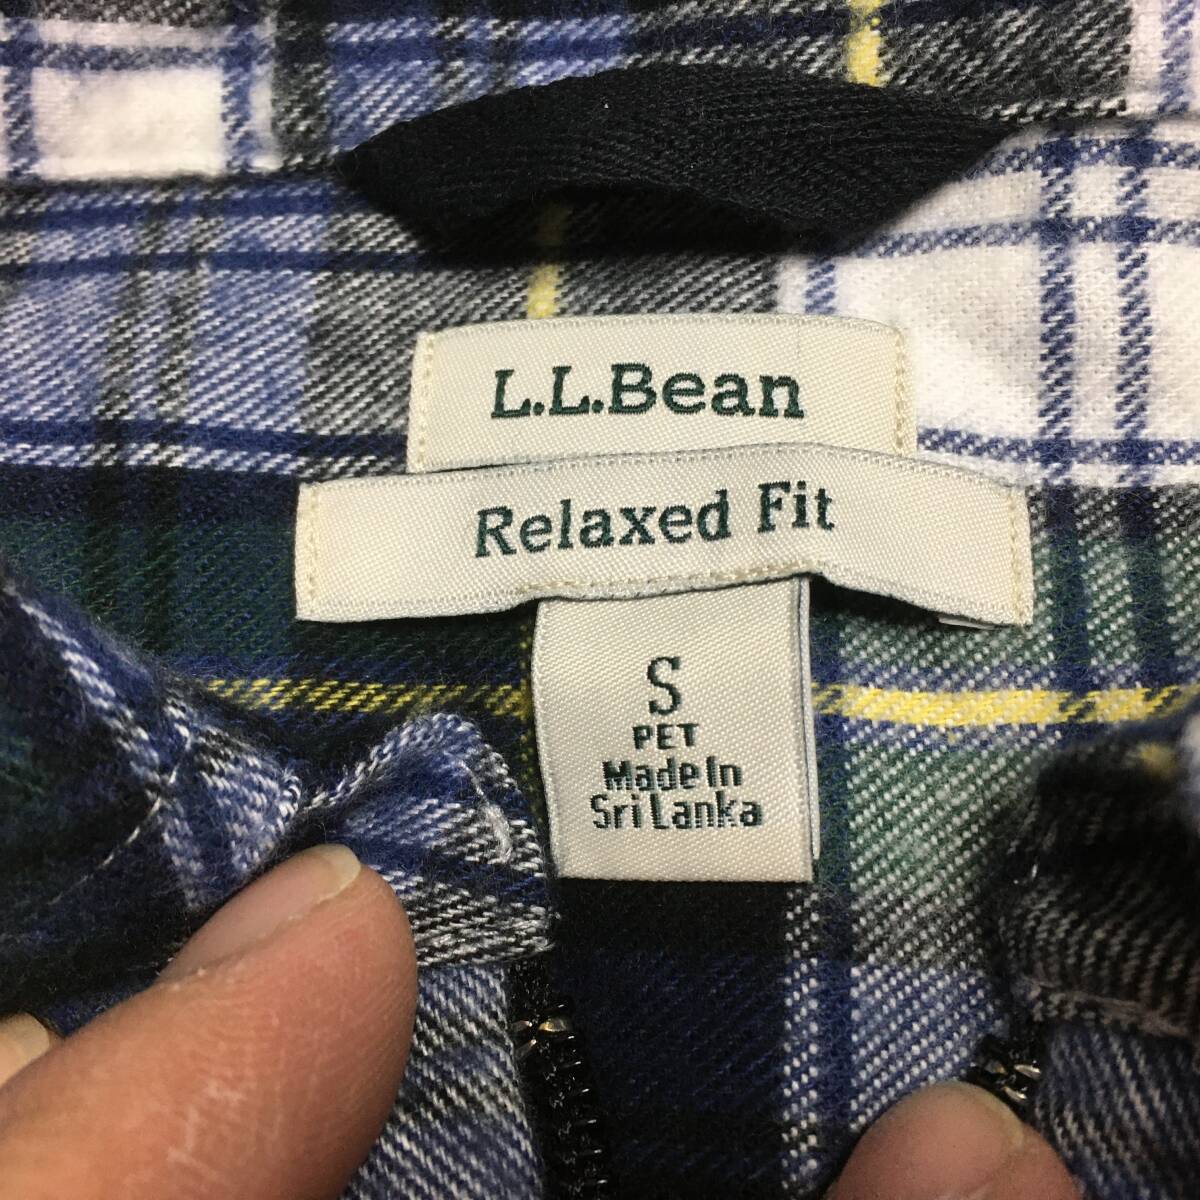 L.L.Bean
Relaxed Fit
S
PET
Made In
Sri Lanka